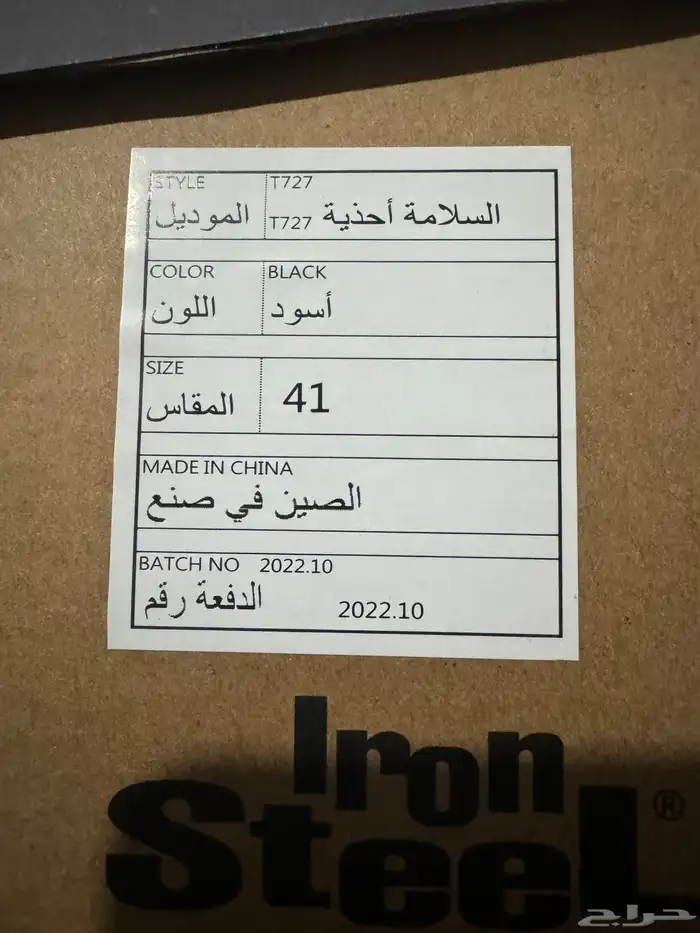 STYLE T727
الموديل T727 السلامة أحذية
COLOR BLACK
اللون أسود
SIZE
المقاس 41
MADE IN CHINA
الصين في صنع
BATCH NO 2022.10
الدفعة رقم 2022.10
Iron
Steel®
حراج